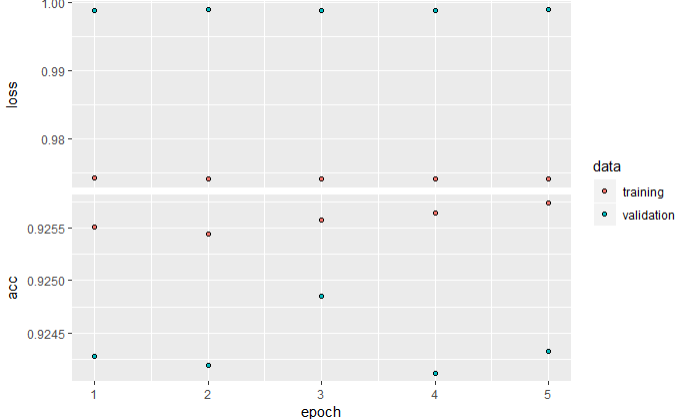 1.00
0.99
0.98
loss
0.9255
0.9250
0.9245
acc
1 2 3 4 5
epoch
data
training
validation